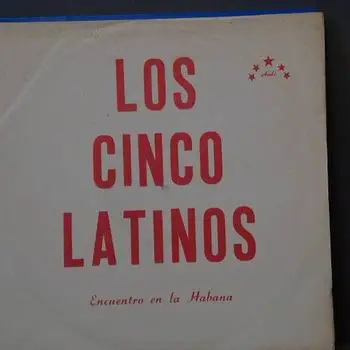 LOS
CINCO
LATINOS
Encuentro en la Habana